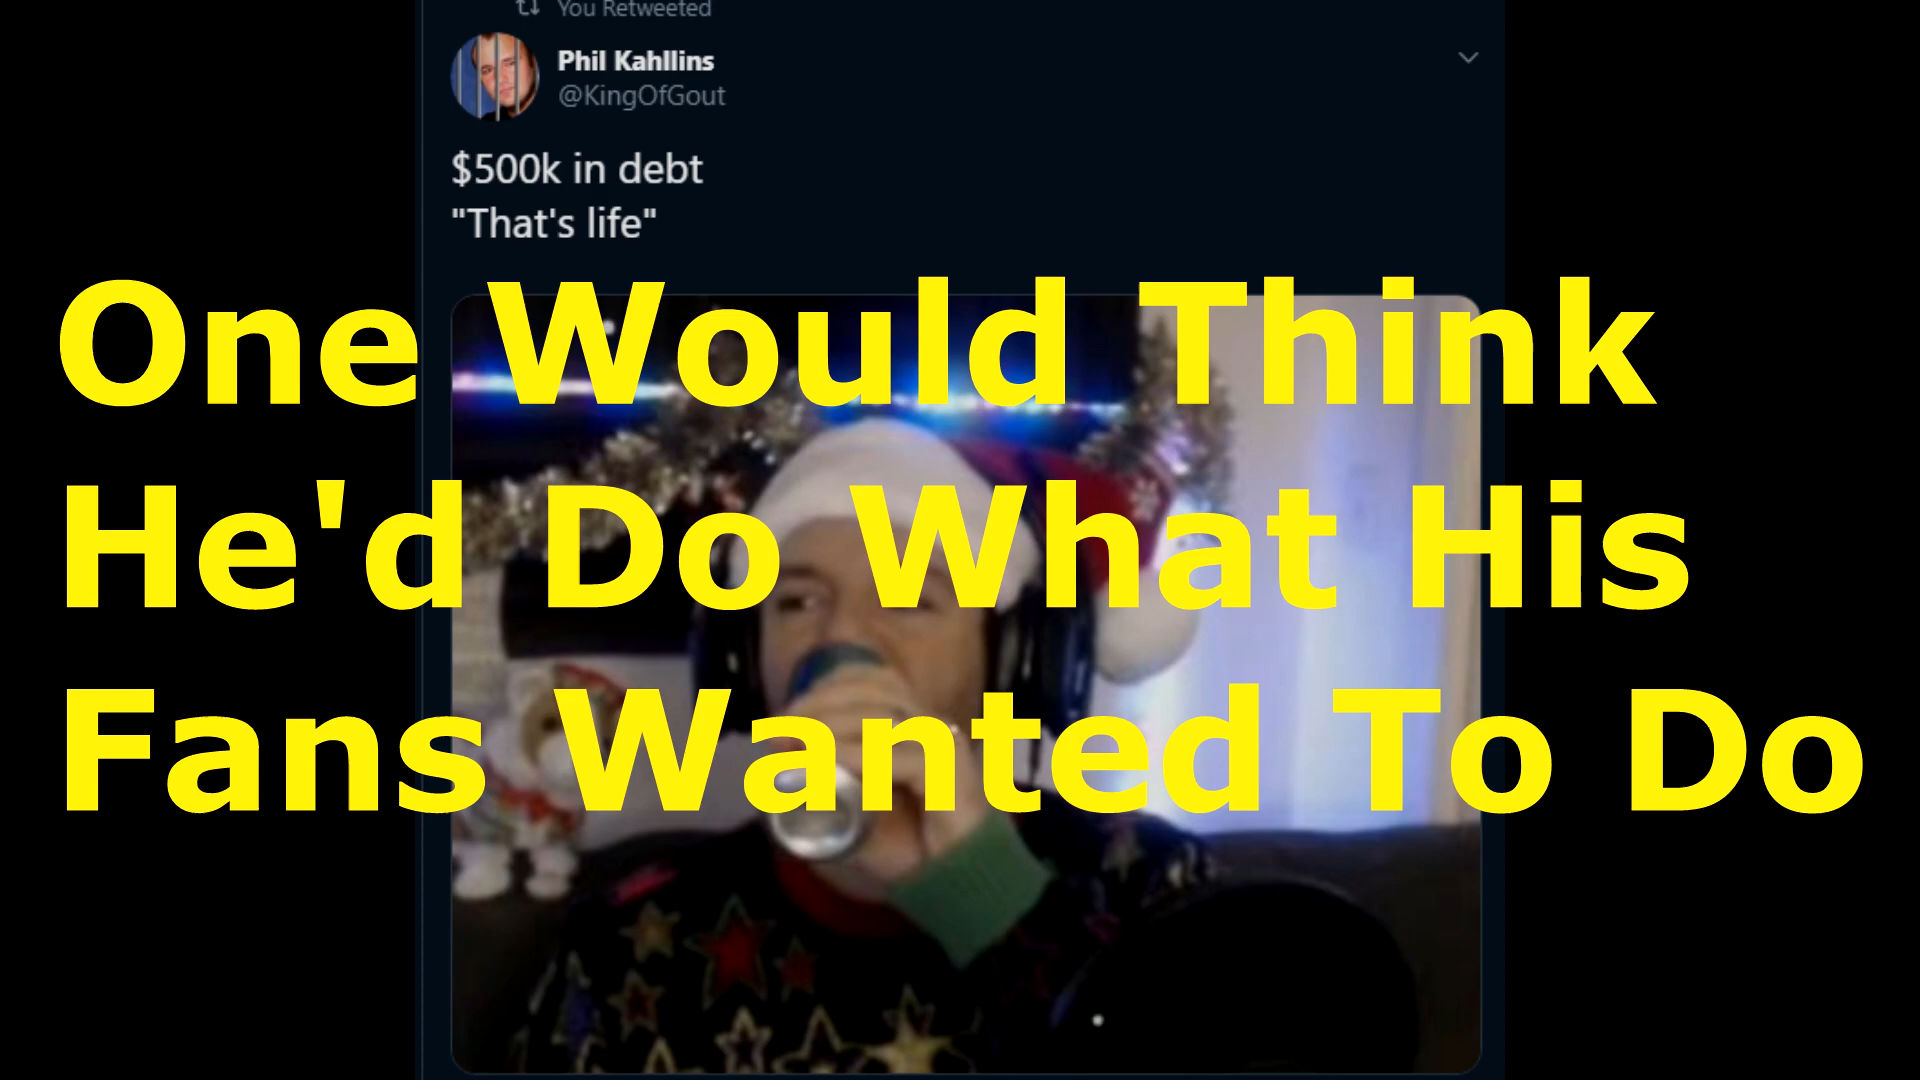 You Retweeted
Phil Kahllins
@KingOfGout
$500k in debt
"That's life"
One Would Think
He'd Do What His
Fans Wanted To Do